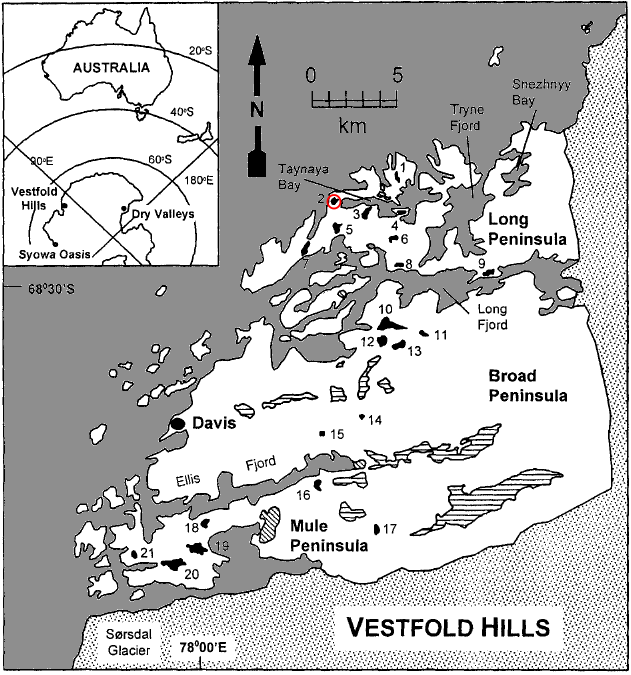 20°S
AUSTRALIA
40°S
90°E
60°S
180°E
Vestfold
Hills
Dry Valleys
Syowa Oasis
0 5
km
N
Snezhnyy
Bay
Tryne
Fjord
Taynaya
Bay
1
2
3
4
5
6
7
8
9
Long
Peninsula
68°30'S
Long
Fjord
10
11
12
13
Broad
Peninsula
Davis
14
15
Ellis Fjord
16
17
18
19
20
21
Mule
Peninsula
VESTFOLD HILLS
Sørsdal
Glacier
78°00'E